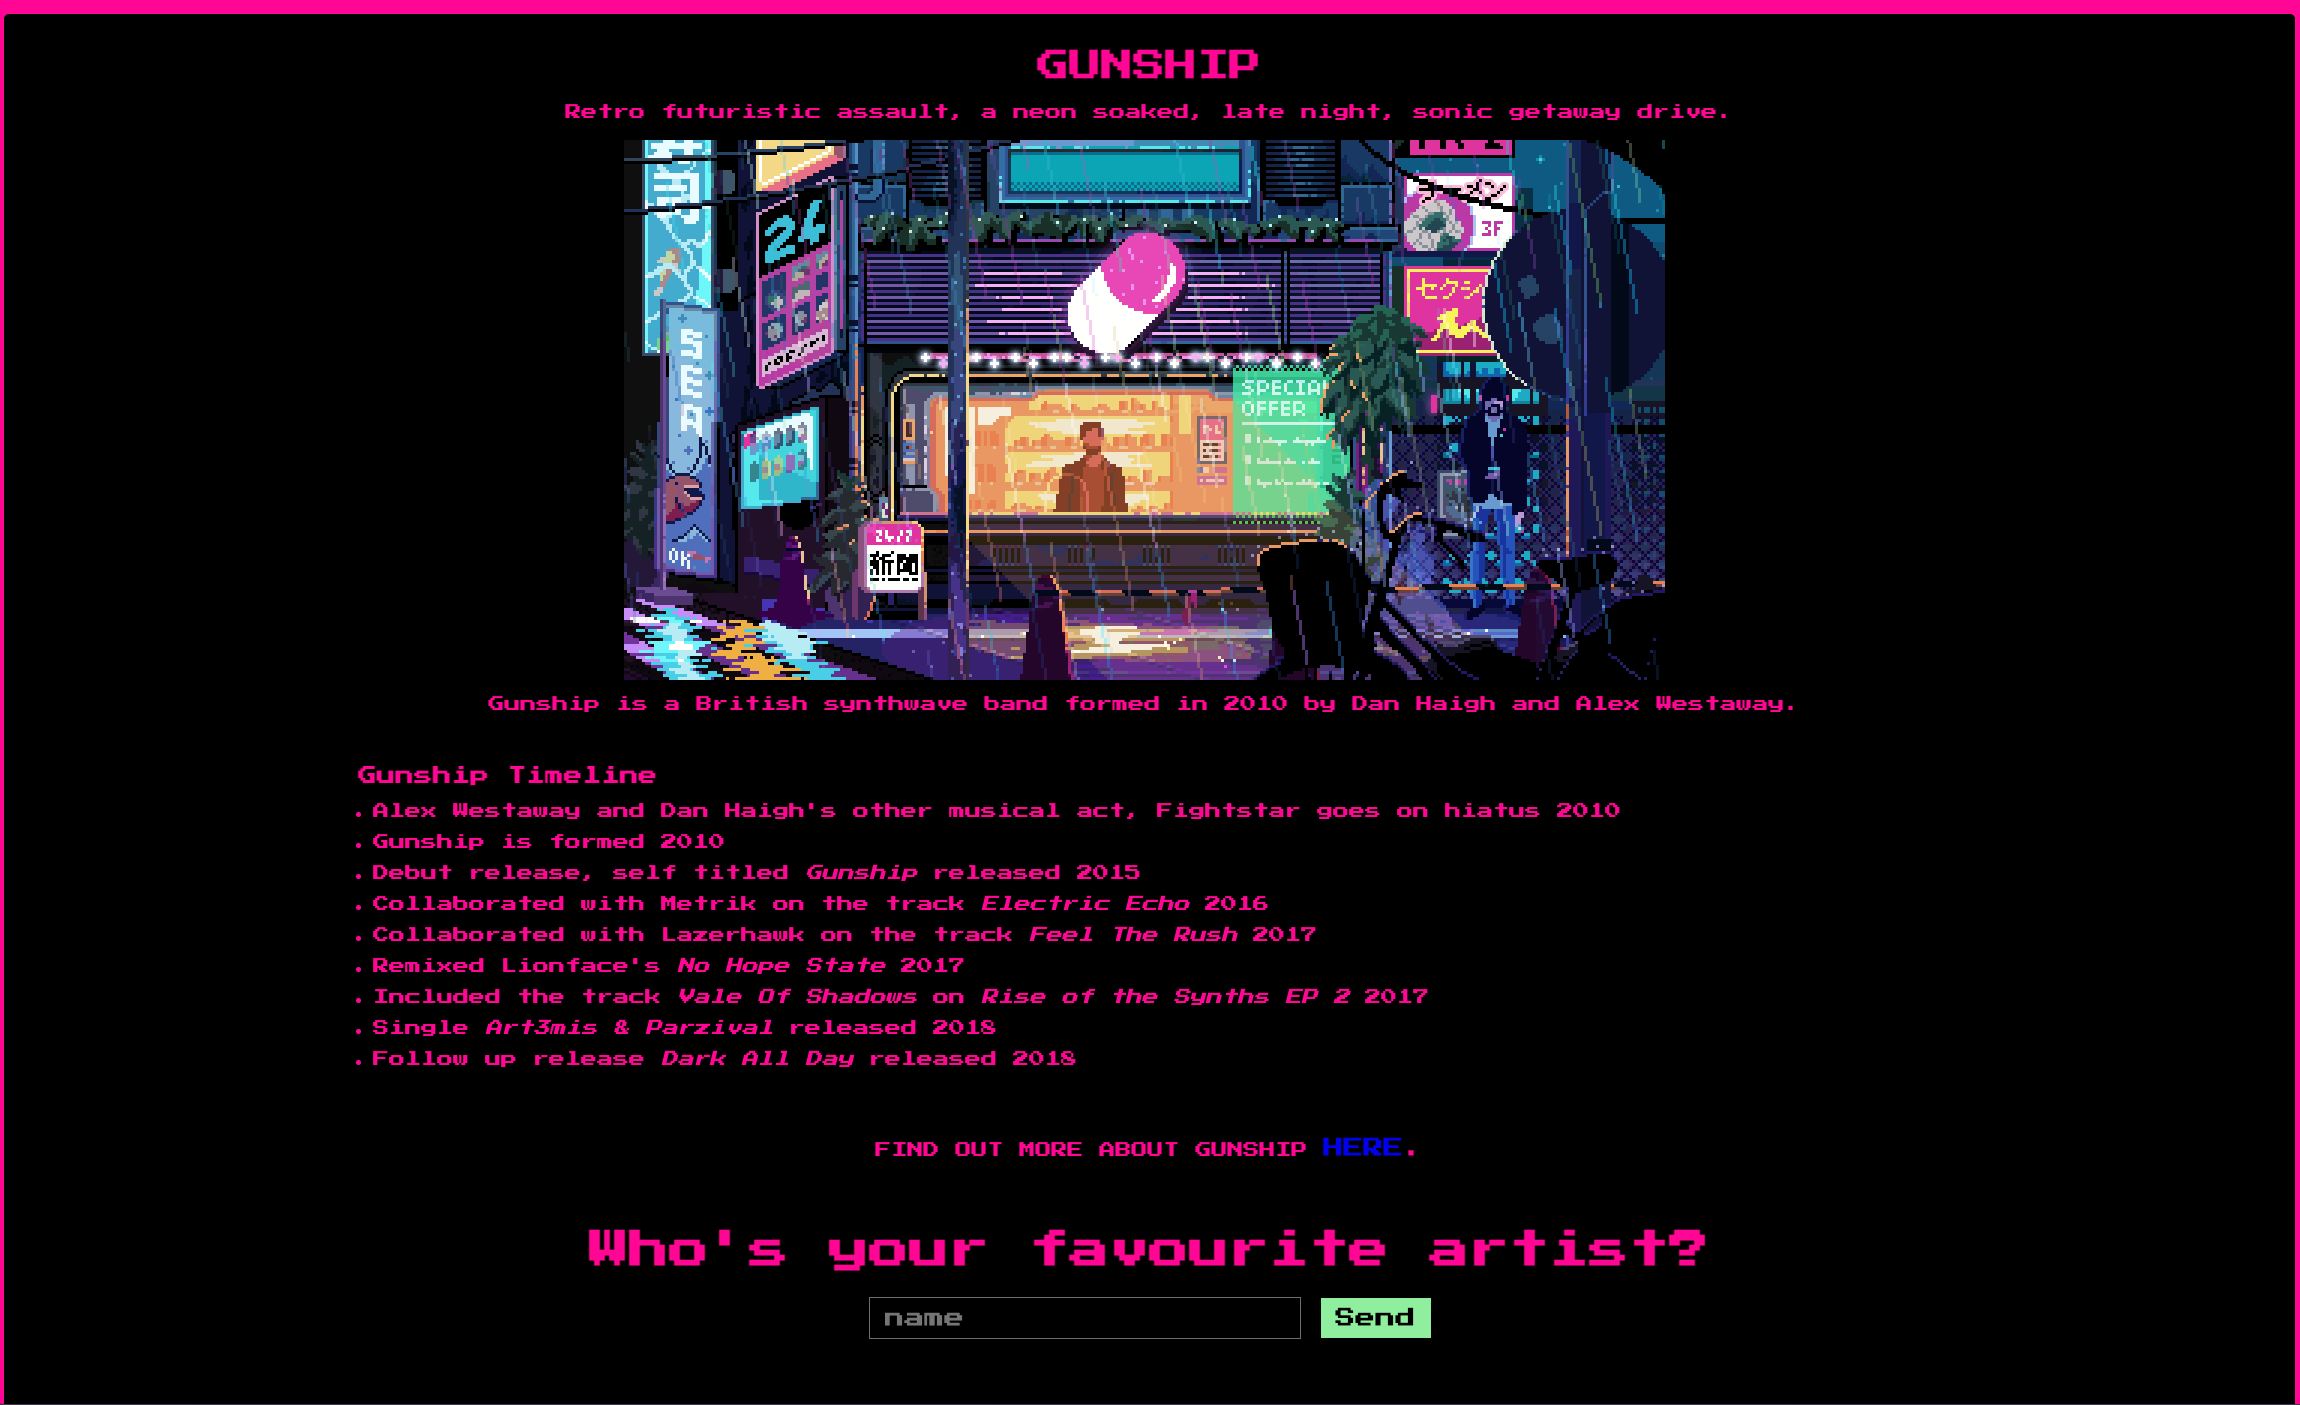 GUNSHIP
Retro futuristic assault, a neon soaked, late night, sonic getaway drive.
24
ラーメン
3F
セクシ
SPECIA
OFFER
24/7
新聞
OK
Gunship is a British synthwave band formed in 2010 by Dan Haigh and Alex Westaway.
Gunship Timeline
.Alex Westaway and Dan Haigh's other musical act, Fightstar goes on hiatus 2010
.Gunship is formed 2010
.Debut release, self titled Gunship released 2015
.Collaborated with Metrik on the track Electric Echo 2016
.Collaborated with Lazerhawk on the track Feel The Rush 2017
.Remixed Lionface's No Hope State 2017
.Included the track Vale Of Shadows on Rise of the Synths EP 2 2017
.Single Art3mis & Parzival released 2018
.Follow up release Dark All Day released 2018
FIND OUT MORE ABOUT GUNSHIP HERE.
Who's your favourite artist?
name
Send